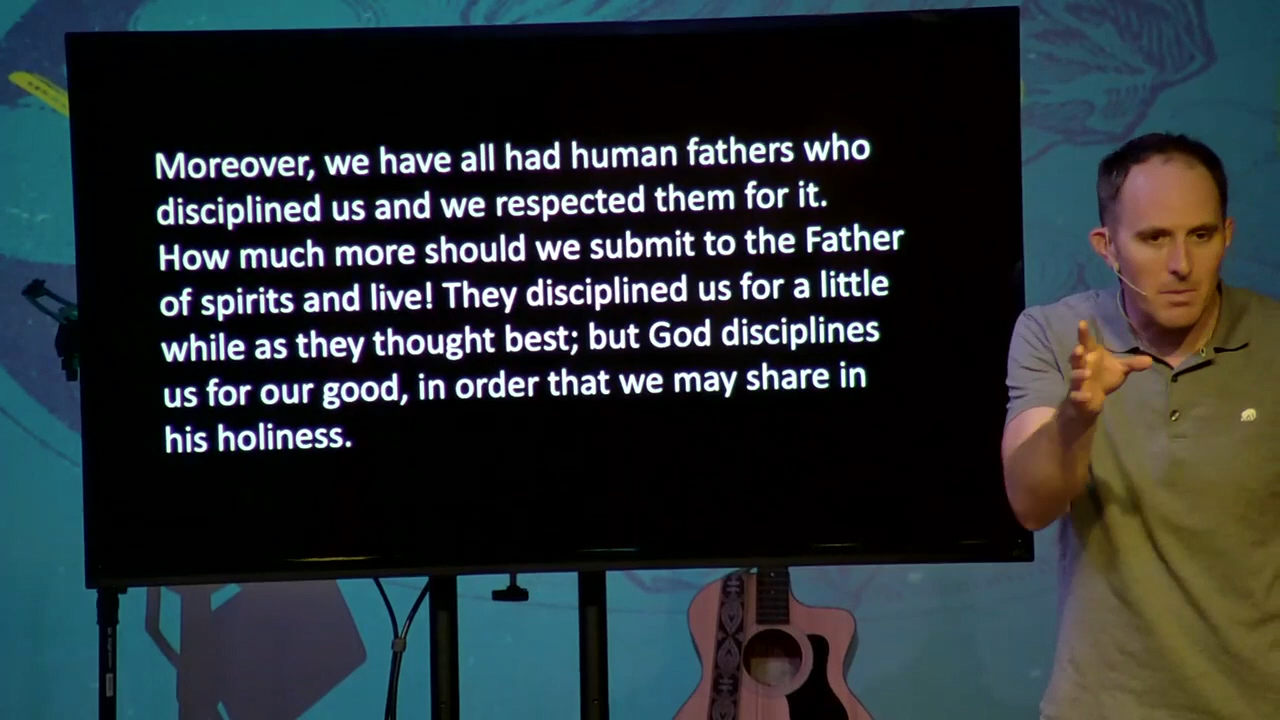 Moreover, we have all had human fathers who
disciplined us and we respected them for it.
How much more should we submit to the Father
of spirits and live! They disciplined us for a little
while as they thought best; but God disciplines
us for our good, in order that we may share in
his holiness.